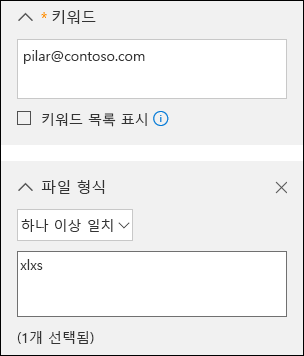 * 키워드
pilar@contoso.com
키워드 목록 표시
파일 형식
하나 이상 일치
xlxs
(1개 선택됨)